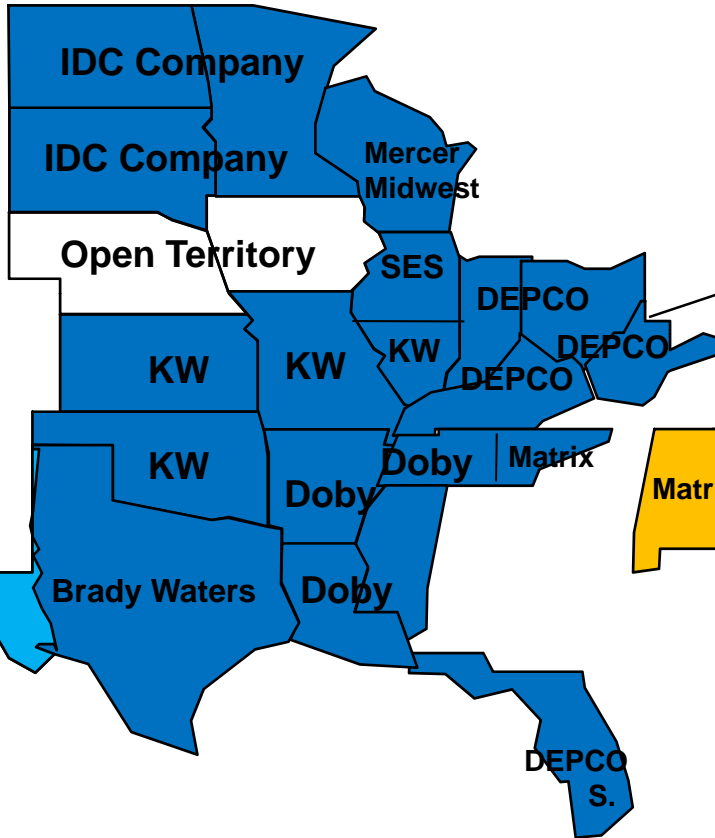 IDC Company
IDC Company
Mercer
Midwest
Open Territory
SES
DEPCO
KW
KW
KW
DEPCO
DEPCO
KW
Doby
Matrix
Doby
Matr
Brady Waters
Doby
DEPCO
S.